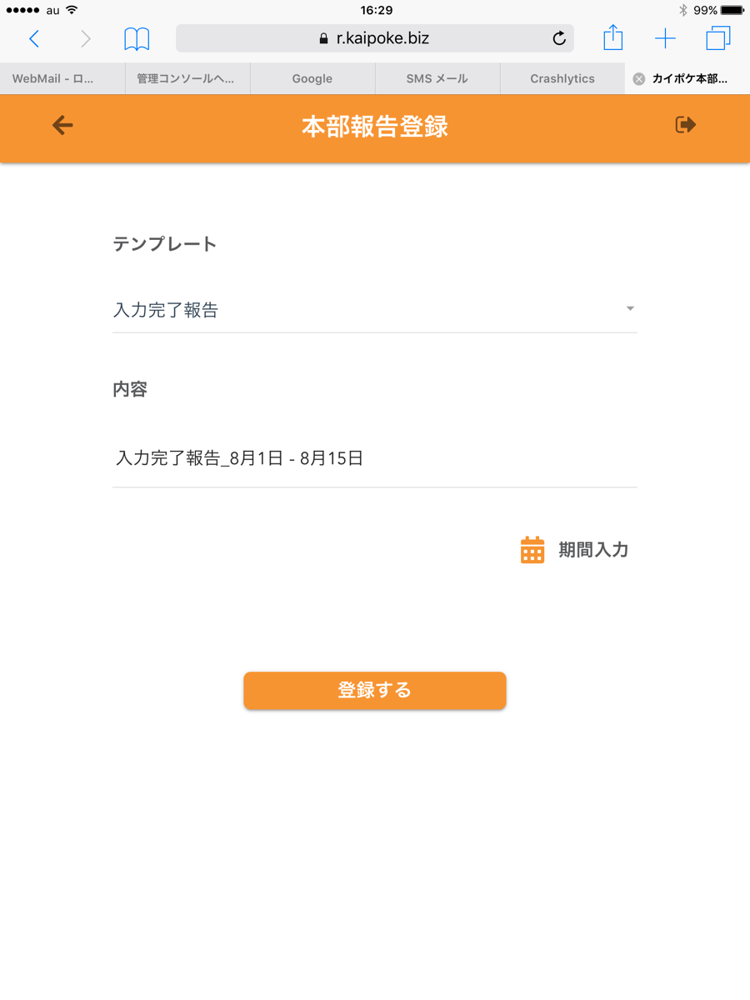 au 16:29 99%
r.kaipoke.biz
WebMail - ロ... 管理コンソールへ... Google SMS メール Crashlytics カイポケ本部...
本部報告登録
テンプレート
入力完了報告
内容
入力完了報告_8月1日 - 8月15日
期間入力
登録する